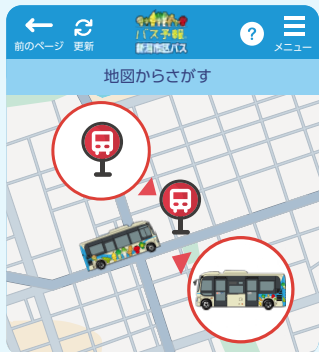 前のページ
更新
バス予報
新潟市区バス
?
メニュー
地図からさがす